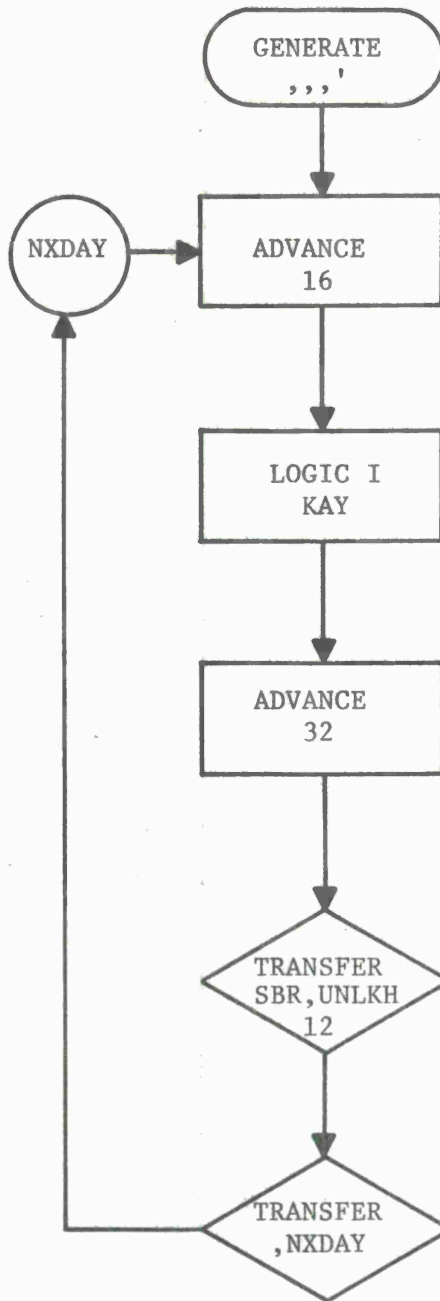 GENERATE
,,,'
NXDAY
ADVANCE
16
LOGIC I
KAY
ADVANCE
32
TRANSFER
SBR,UNLKH
12
TRANSFER
,NXDAY